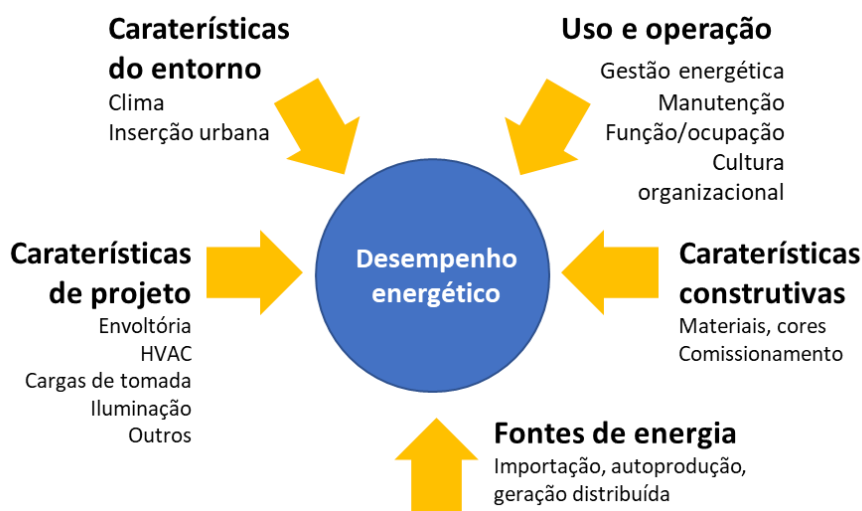 Caraterísticas
do entorno
Clima
Inserção urbana
Uso e operação
Gestão energética
Manutenção
Função/ocupação
Cultura
organizacional
Desempenho
energético
Caraterísticas
de projeto
Envoltória
HVAC
Cargas de tomada
Iluminação
Outros
Caraterísticas
construtivas
Materiais, cores
Comissionamento
Fontes de energia
Importação, autoprodução,
geração distribuída